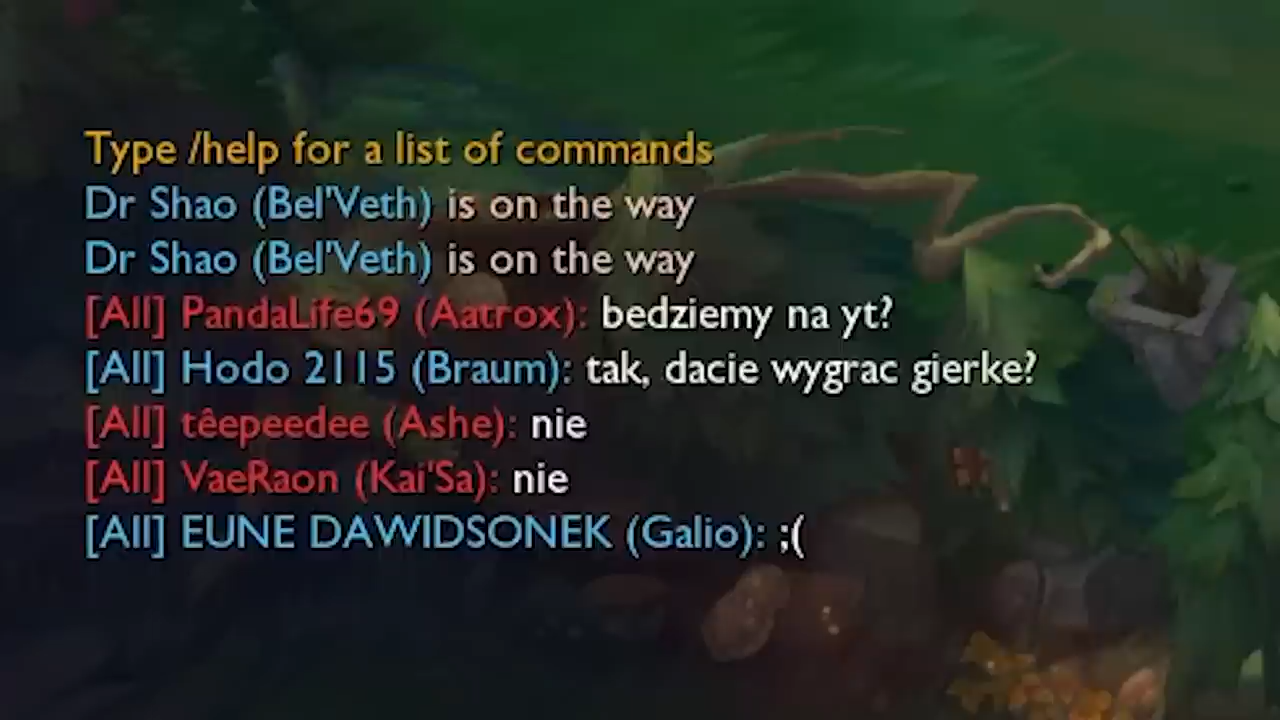 Type /help for a list of commands
Dr Shao (Bel'Veth) is on the way
Dr Shao (Bel'Veth) is on the way
[All] PandaLife69 (Aatrox): bedziemy na yt?
[All] Hodo 2115 (Braum): tak, dacie wygrac gierke?
[All] têepeedee (Ashe): nie
[All] VaeRaon (Kai'Sa): nie
[All] EUNE DAWIDSONEK (Galio): ;(